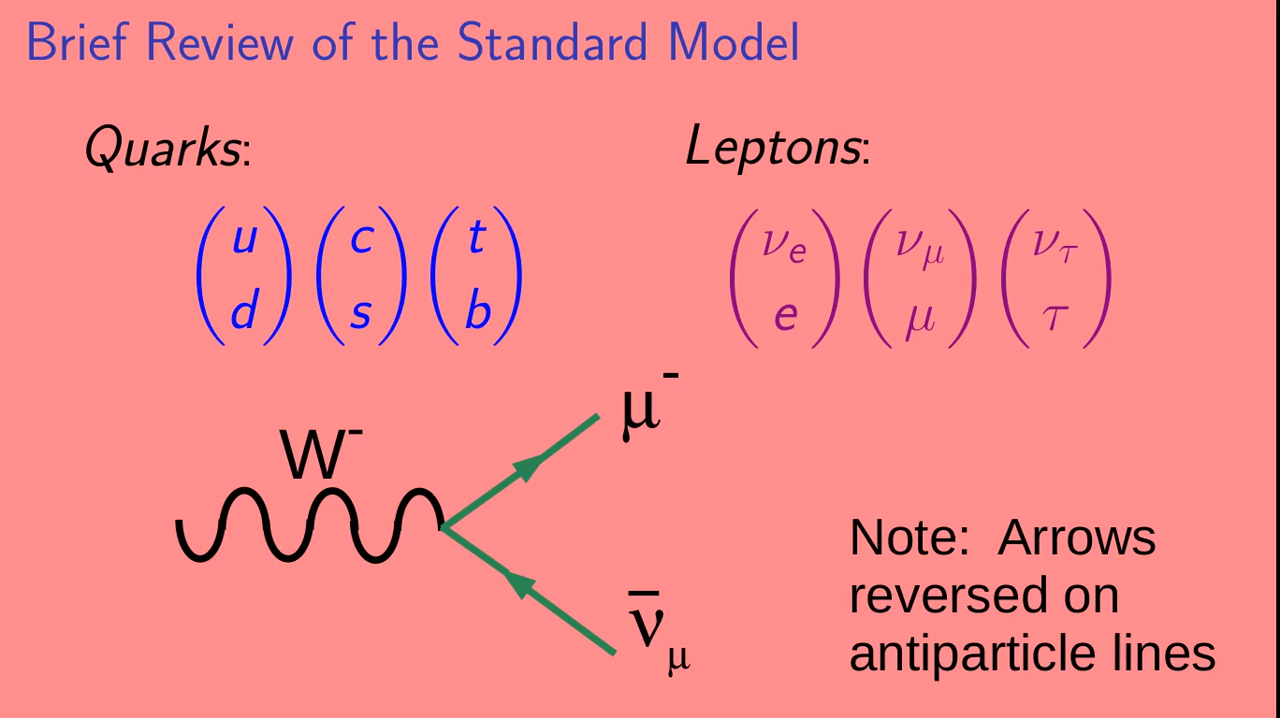 Brief Review of the Standard Model
Quarks:
Leptons:
u c t
d s b
νe νμ ντ
e μ τ
W-
μ-
ν̄μ
Note: Arrows
reversed on
antiparticle lines